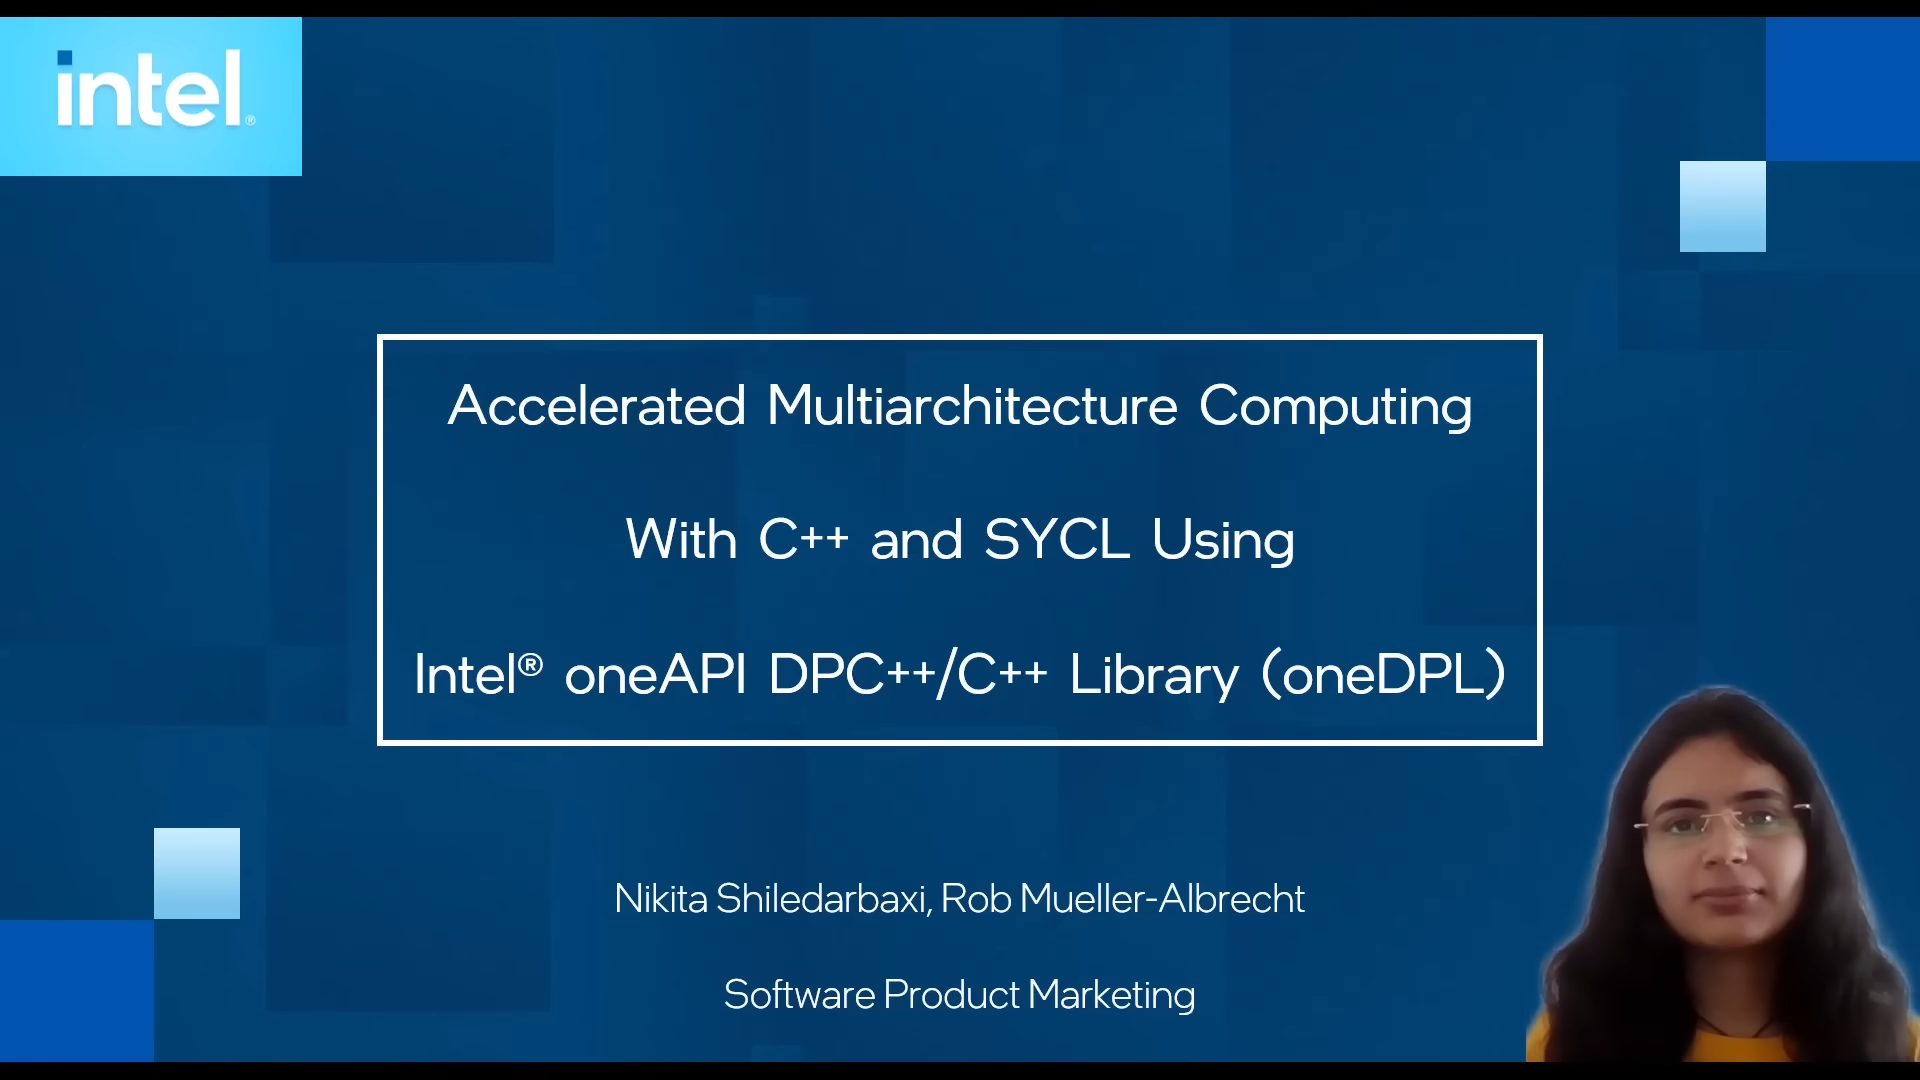 intel®
Accelerated Multiarchitecture Computing
With C++ and SYCL Using
Intel® oneAPI DPC++/C++ Library (oneDPL)
Nikita Shiledarbaxi, Rob Mueller-Albrecht
Software Product Marketing